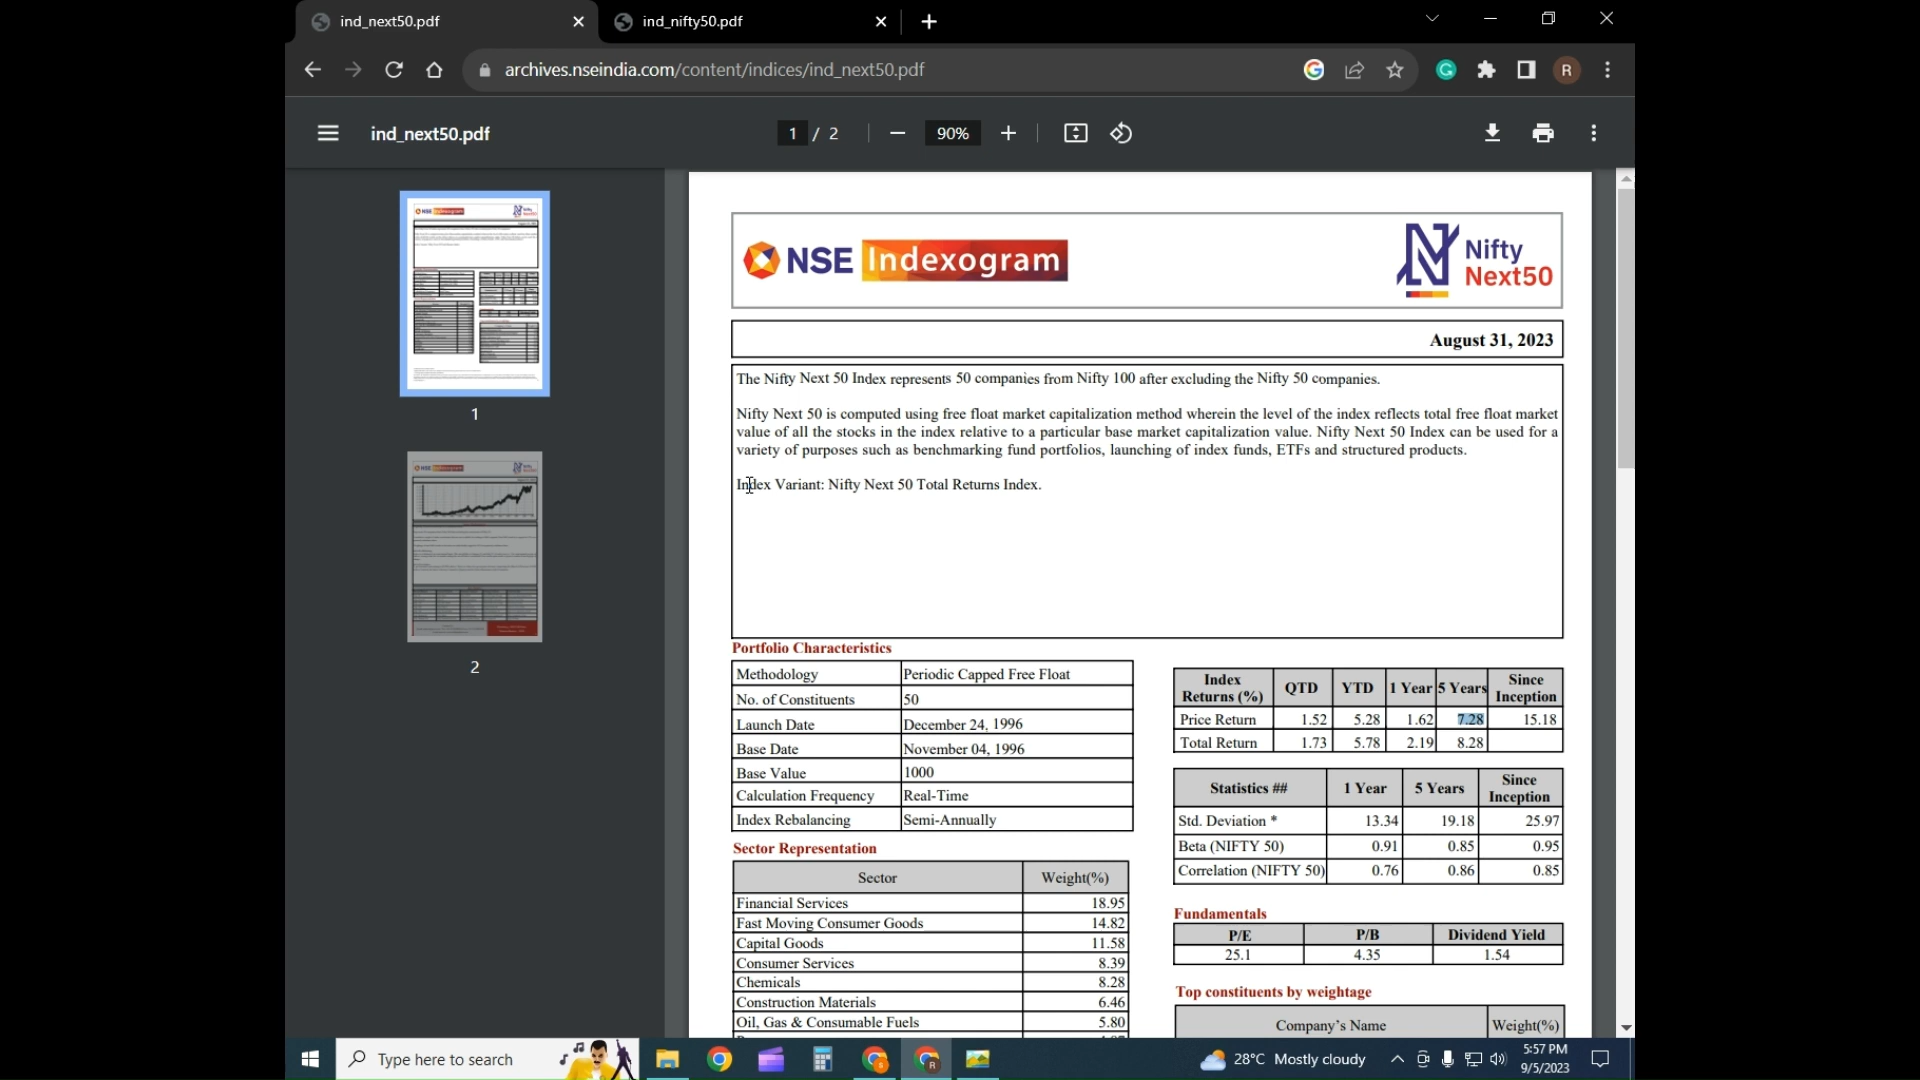 ind_next50.pdf
ind_nifty50.pdf
archives.nseindia.com/content/indices/ind_next50.pdf
R
ind_next50.pdf
1 / 2
90%
NSE Indexogram
Nifty
Next50
August 31, 2023
The Nifty Next 50 Index represents 50 companies from Nifty 100 after excluding the Nifty 50 companies.
Nifty Next 50 is computed using free float market capitalization method wherein the level of the index reflects total free float market
value of all the stocks in the index relative to a particular base market capitalization value. Nifty Next 50 Index can be used for a
variety of purposes such as benchmarking fund portfolios, launching of index funds, ETFs and structured products.
Index Variant: Nifty Next 50 Total Returns Index.
1
2
Portfolio Characteristics
Methodology Periodic Capped Free Float
No. of Constituents 50
Launch Date December 24, 1996
Base Date November 04, 1996
Base Value 1000
Calculation Frequency Real-Time
Index Rebalancing Semi-Annually
Sector Representation
Sector Weight(%)
Financial Services 18.95
Fast Moving Consumer Goods 14.82
Capital Goods 11.58
Consumer Services 8.39
Chemicals 8.28
Construction Materials 6.46
Oil, Gas & Consumable Fuels 5.80
Index Returns (%) QTD YTD 1 Year 5 Years Since Inception
Price Return 1.52 5.28 1.62 7.28 15.18
Total Return 1.73 5.78 2.19 8.28
Statistics ## 1 Year 5 Years Since Inception
Std. Deviation * 13.34 19.18 25.97
Beta (NIFTY 50) 0.91 0.85 0.95
Correlation (NIFTY 50) 0.76 0.86 0.85
Fundamentals
P/E P/B Dividend Yield
25.1 4.35 1.54
Top constituents by weightage
Company's Name Weight(%)
Type here to search
28°C Mostly cloudy
5:57 PM
9/5/2023